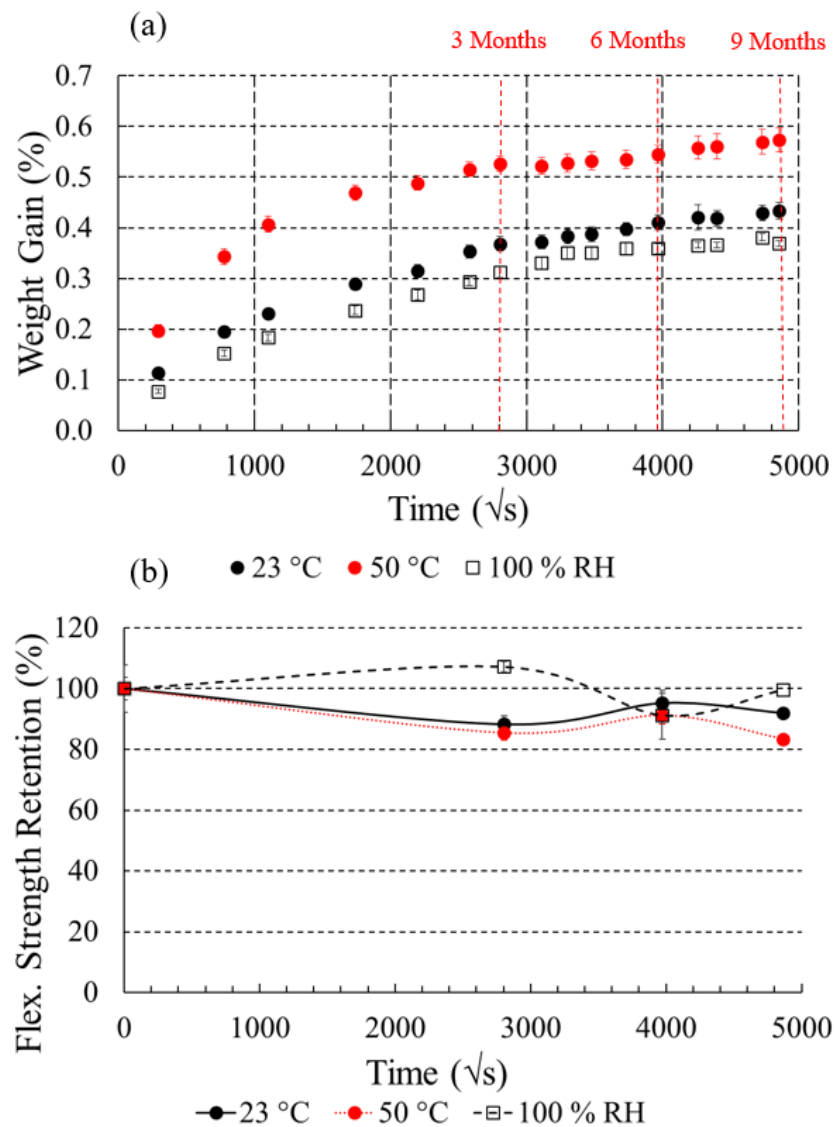 (a)
3 Months 6 Months 9 Months
0.7
0.6
0.5
0.4
0.3
0.2
0.1
0.0
Weight Gain (%)
0 1000 2000 3000 4000 5000
Time (√s)
23 °C 50 °C 100 % RH
(b)
120
100
80
60
40
20
0
Flex. Strength Retention (%)
0 1000 2000 3000 4000 5000
Time (√s)
23 °C 50 °C 100 % RH